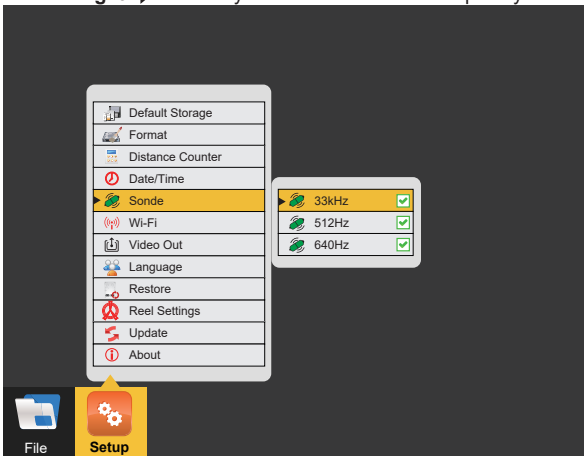 Default Storage
Format
Distance Counter
Date/Time
Sonde
Wi-Fi
Video Out
Language
Restore
Reel Settings
Update
About
33kHz
512Hz
640Hz
File
Setup